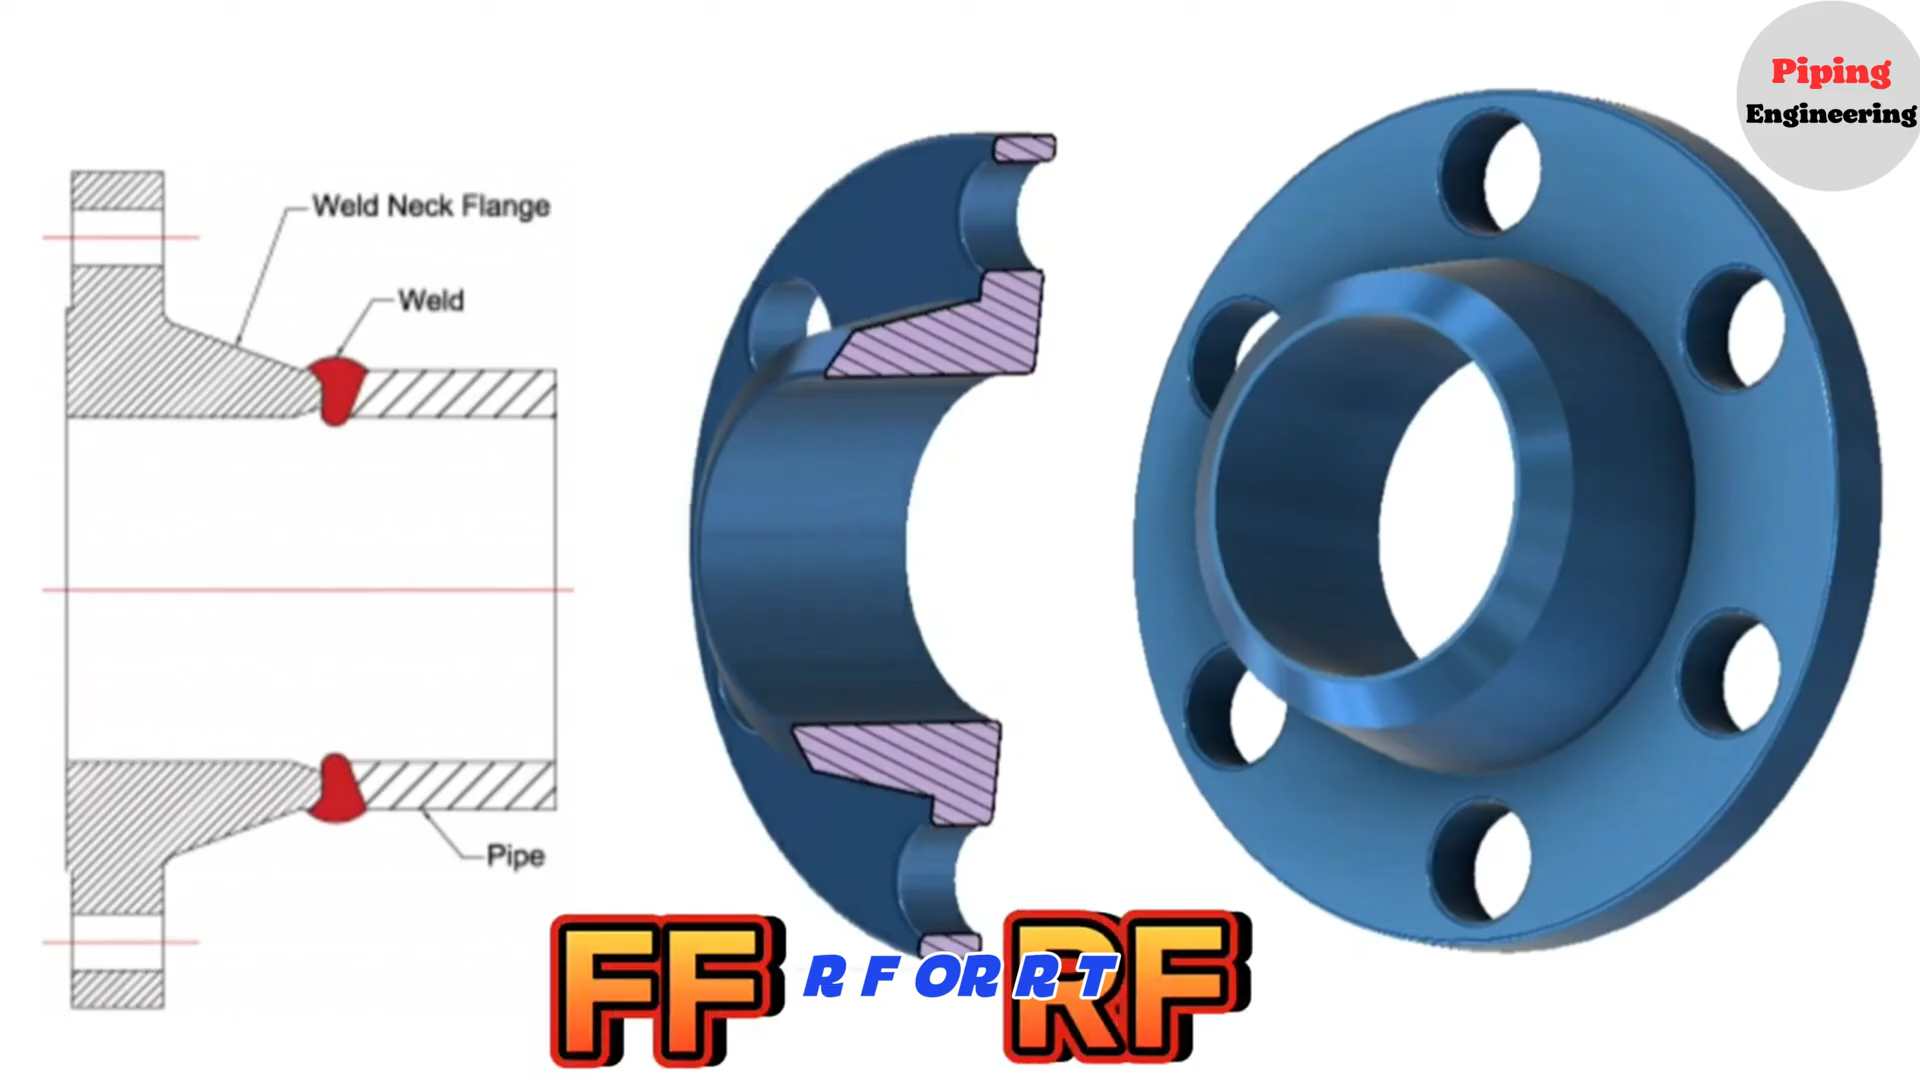 Piping
Engineering
Weld Neck Flange
Weld
Pipe
FF RF
R F OR R T